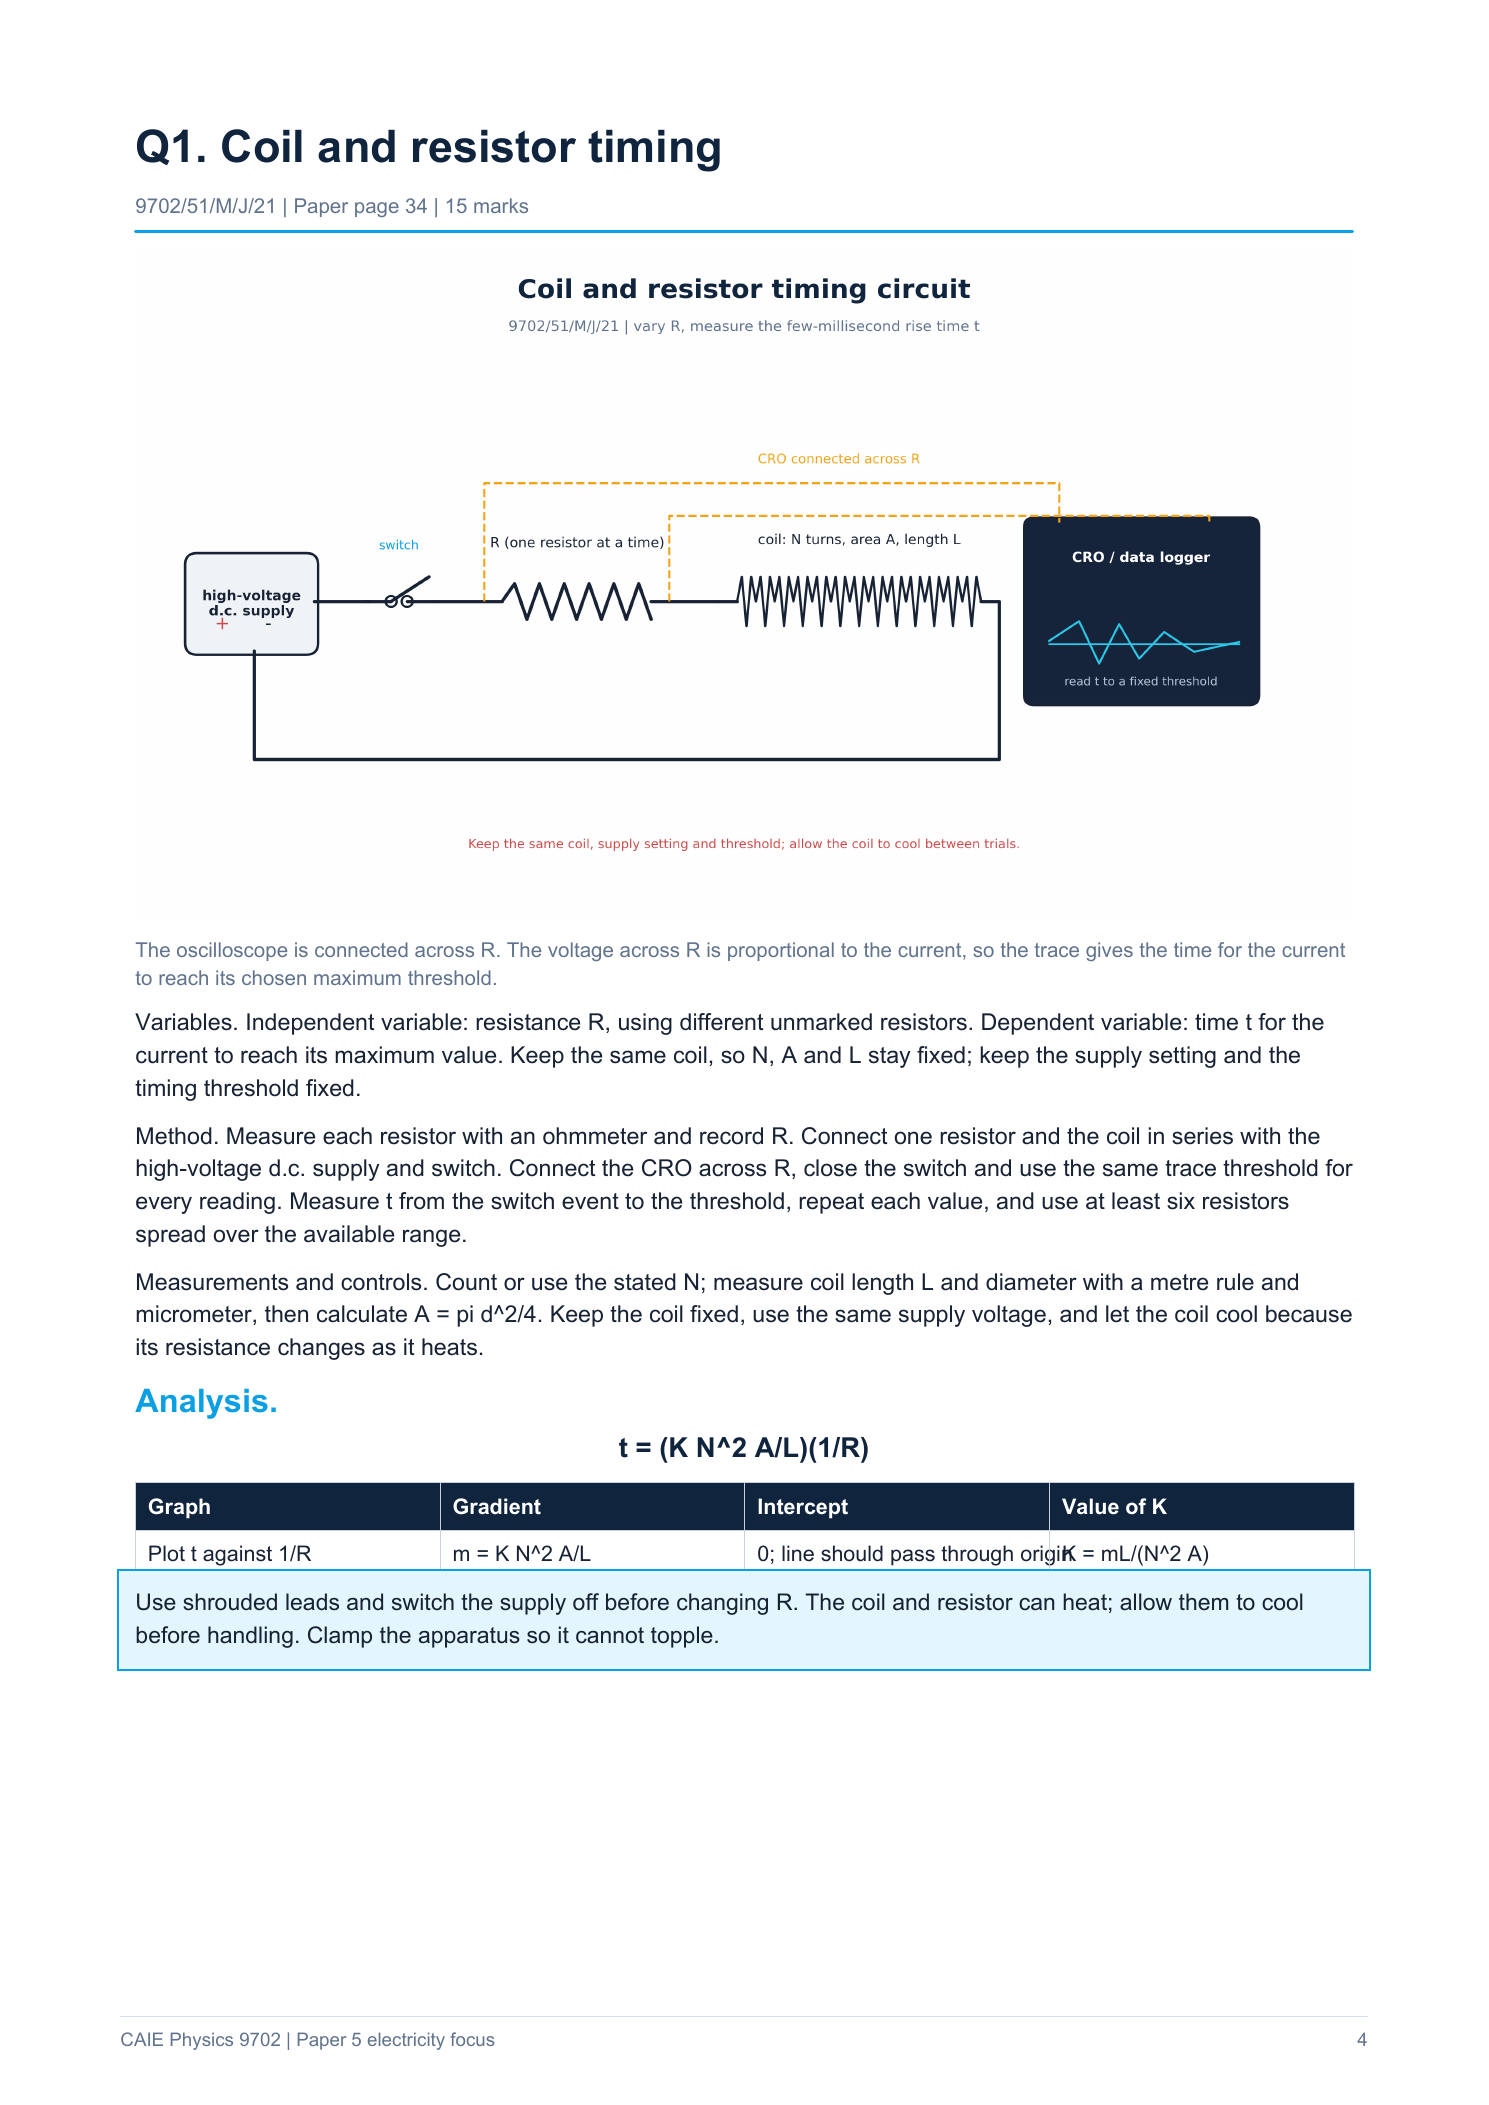 Q1. Coil and resistor timing
9702/51/M/J/21 | Paper page 34 | 15 marks
Coil and resistor timing circuit
9702/51/M/J/21 | vary R, measure the few-millisecond rise time t
CRO connected across R
switch
R (one resistor at a time)
coil: N turns, area A, length L
CRO / data logger
high-voltage
d.c. supply
+ -
read t to a fixed threshold
Keep the same coil, supply setting and threshold; allow the coil to cool between trials.
The oscilloscope is connected across R. The voltage across R is proportional to the current, so the trace gives the time for the current
to reach its chosen maximum threshold.
Variables. Independent variable: resistance R, using different unmarked resistors. Dependent variable: time t for the
current to reach its maximum value. Keep the same coil, so N, A and L stay fixed; keep the supply setting and the
timing threshold fixed.
Method. Measure each resistor with an ohmmeter and record R. Connect one resistor and the coil in series with the
high-voltage d.c. supply and switch. Connect the CRO across R, close the switch and use the same trace threshold for
every reading. Measure t from the switch event to the threshold, repeat each value, and use at least six resistors
spread over the available range.
Measurements and controls. Count or use the stated N; measure coil length L and diameter with a metre rule and
micrometer, then calculate A = pi d^2/4. Keep the coil fixed, use the same supply voltage, and let the coil cool because
its resistance changes as it heats.
Analysis.
t = (K N^2 A/L)(1/R)
Graph Gradient Intercept Value of K
Plot t against 1/R m = K N^2 A/L 0; line should pass through origin K = mL/(N^2 A)
Use shrouded leads and switch the supply off before changing R. The coil and resistor can heat; allow them to cool
before handling. Clamp the apparatus so it cannot topple.
CAIE Physics 9702 | Paper 5 electricity focus 4